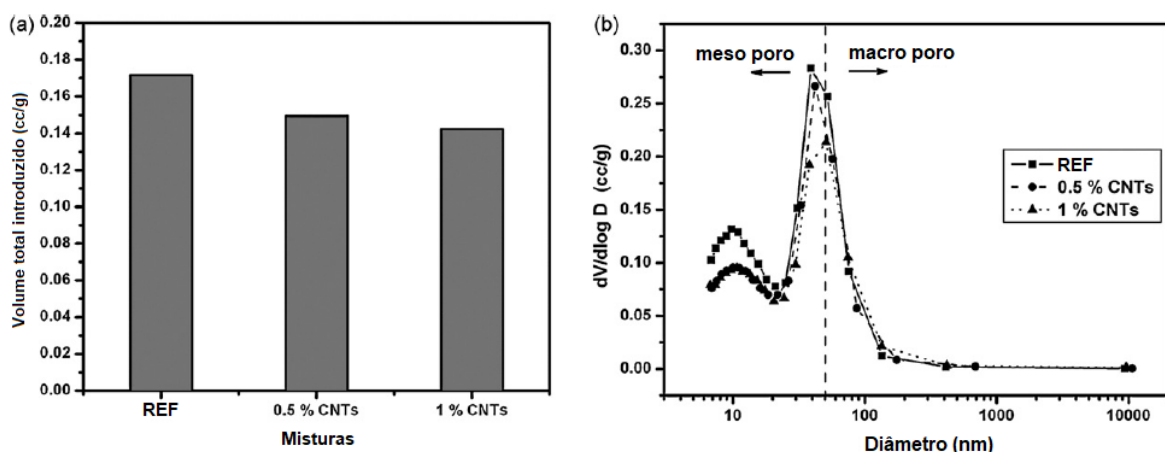 (a)
Volume total introduzido (cc/g)
0.20
0.18
0.16
0.14
0.12
0.10
0.08
0.06
0.04
0.02
0.00
REF
0.5 % CNTs
1 % CNTs
Misturas
(b)
dV/dlog D (cc/g)
0.30
0.25
0.20
0.15
0.10
0.05
0.00
meso poro
macro poro
REF
0.5 % CNTs
1 % CNTs
10
100
1000
10000
Diâmetro (nm)